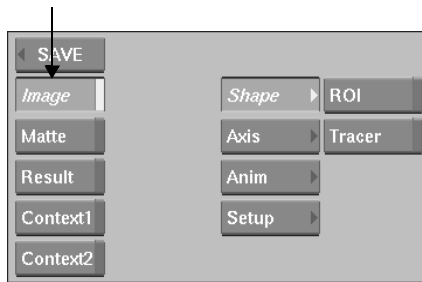 SAVE
Image Shape ROI
Matte Axis Tracer
Result Anim
Context1 Setup
Context2